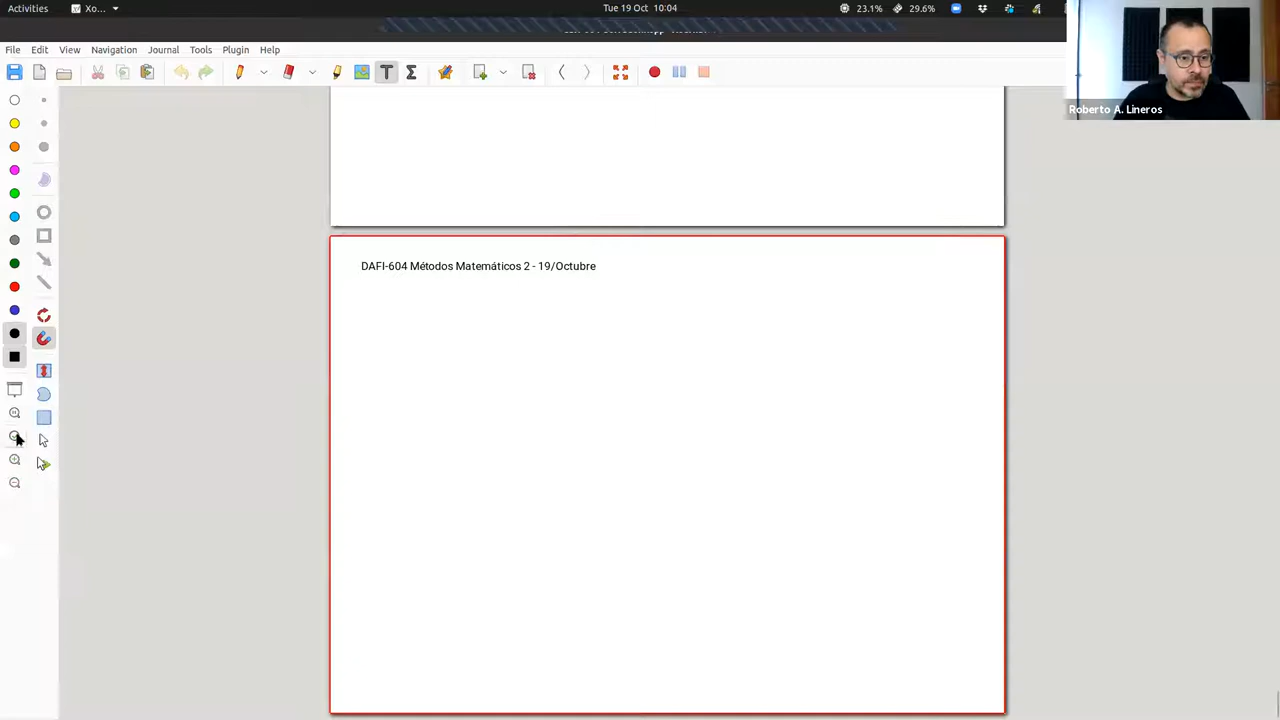 Activities
Xo...
Tue 19 Oct 10:04
23.1%
29.6%
File Edit View Navigation Journal Tools Plugin Help
Roberto A. Lineros
DAFI-604 Métodos Matemáticos 2 - 19/Octubre